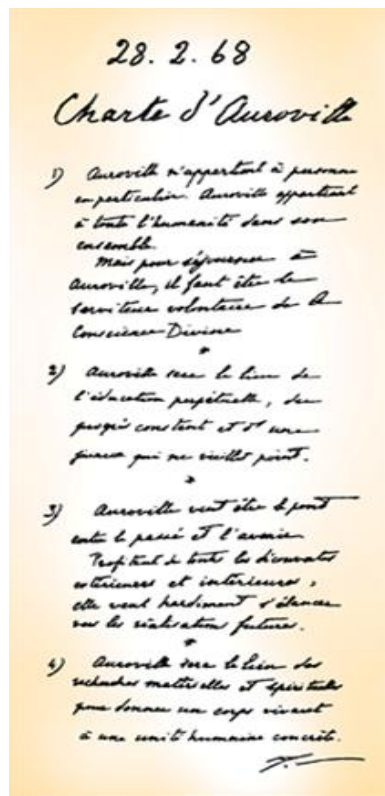 28. 2. 68
Charte d'Auroville
1) Auroville n'appartient à personne
en particulier. Auroville appartient
à toute l'humanité dans son
ensemble.
Mais pour séjourner à
Auroville, il faut être le
serviteur volontaire de la
Conscience Divine
*
2) Auroville sera le lieu de
l'éducation perpétuelle, du
progrès constant et d'une
jeunesse qui ne vieillit point.
*
3) Auroville veut être le pont
entre le passé et l'avenir
Profitant de toutes les découvertes
extérieures et intérieures,
elle veut hardiment s'élancer
vers les réalisations futures.
*
4) Auroville sera le lieu des
recherches matérielles et spirituelles
pour donner un corps vivant
à une unité humaine concrète.